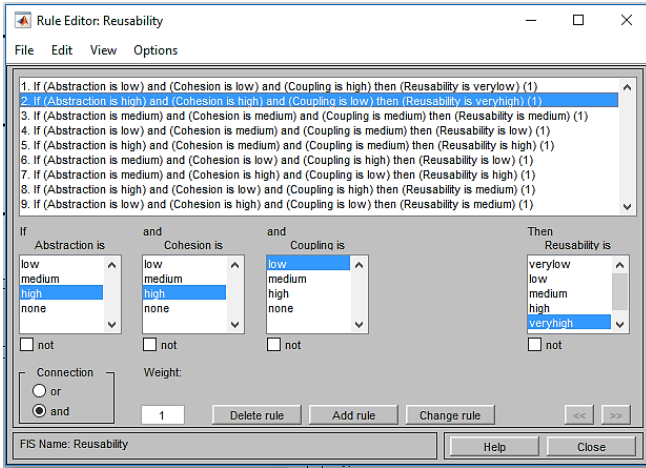 Rule Editor: Reusability
File Edit View Options
1. If (Abstraction is low) and (Cohesion is low) and (Coupling is high) then (Reusability is verylow) (1)
2. If (Abstraction is high) and (Cohesion is high) and (Coupling is low) then (Reusability is veryhigh) (1)
3. If (Abstraction is medium) and (Cohesion is medium) and (Coupling is medium) then (Reusability is medium) (1)
4. If (Abstraction is low) and (Cohesion is medium) and (Coupling is medium) then (Reusability is low) (1)
5. If (Abstraction is high) and (Cohesion is medium) and (Coupling is medium) then (Reusability is high) (1)
6. If (Abstraction is medium) and (Cohesion is low) and (Coupling is high) then (Reusability is low) (1)
7. If (Abstraction is medium) and (Cohesion is high) and (Coupling is low) then (Reusability is high) (1)
8. If (Abstraction is high) and (Cohesion is low) and (Coupling is high) then (Reusability is medium) (1)
9. If (Abstraction is low) and (Cohesion is high) and (Coupling is low) then (Reusability is medium) (1)
If and and Then
Abstraction is Cohesion is Coupling is Reusability is
low low low verylow
medium medium medium low
high high high medium
none none none high
veryhigh
not not not not
Connection Weight:
or
and 1 Delete rule Add rule Change rule << >>
FIS Name: Reusability Help Close